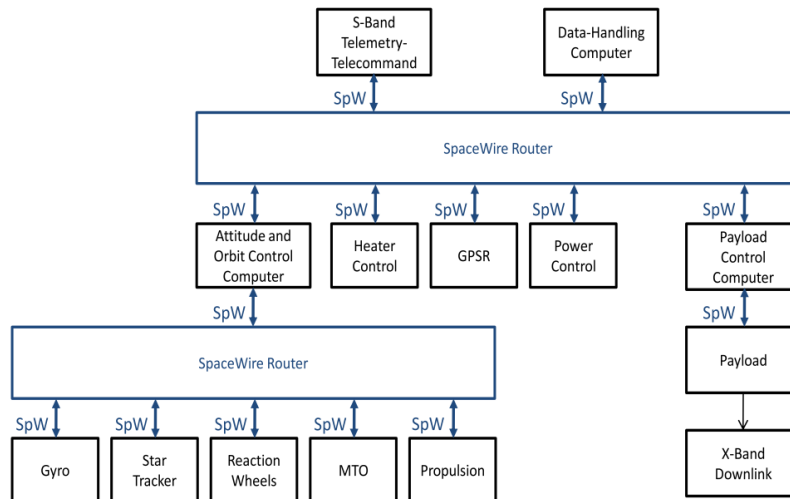 S-Band
Telemetry-
Telecommand
Data-Handling
Computer
SpW
SpW
SpaceWire Router
SpW
SpW
SpW
SpW
SpW
Attitude and
Orbit Control
Computer
Heater
Control
GPSR
Power
Control
Payload
Control
Computer
SpW
SpW
SpaceWire Router
Payload
SpW
SpW
SpW
SpW
SpW
Gyro
Star
Tracker
Reaction
Wheels
MTO
Propulsion
X-Band
Downlink